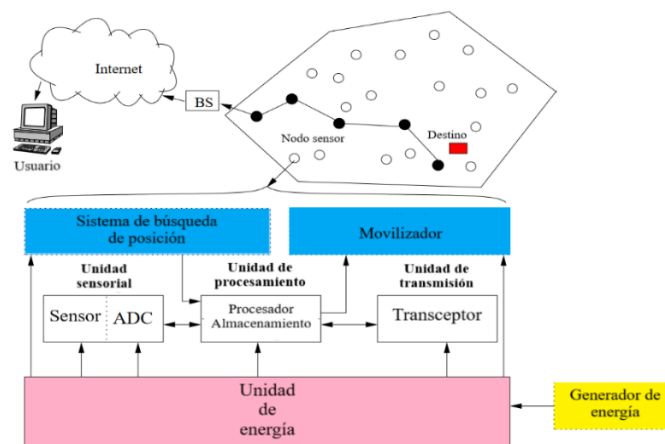 Internet
BS
Usuario
Nodo sensor
Destino
Sistema de búsqueda
de posición
Movilizador
Unidad
sensorial
Unidad de
procesamiento
Unidad de
transmisión
Sensor
ADC
Procesador
Almacenamiento
Transceptor
Unidad
de
energía
Generador de
energía